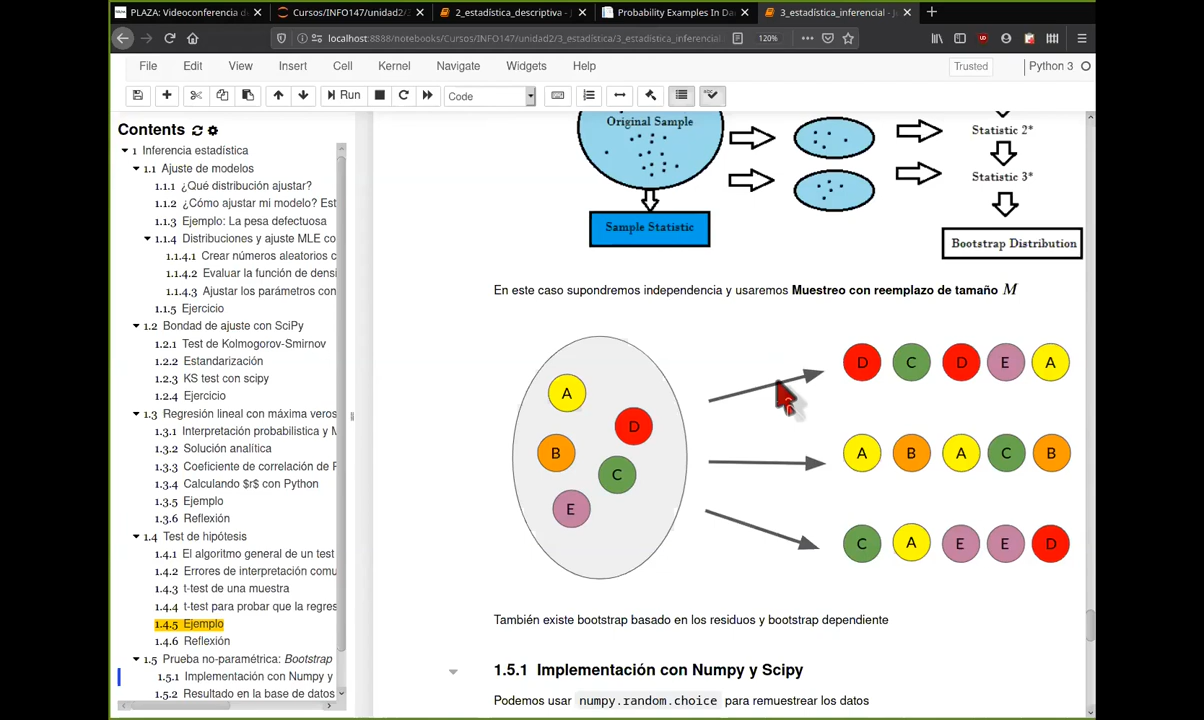 PLAZA: Videoconferencia de
Cursos/INFO147/unidad2/3
2_estadística_descriptiva - J
Probability Examples In Da
3_estadística_inferencial - J
localhost:8888/notebooks/Cursos/INFO147/unidad2/3_estadística/3_estadística_inferencial.
120%
File Edit View Insert Cell Kernel Navigate Widgets Help
Trusted
Python 3
Run
Code
Contents
1 Inferencia estadística
1.1 Ajuste de modelos
1.1.1 ¿Qué distribución ajustar?
1.1.2 ¿Cómo ajustar mi modelo? Est
1.1.3 Ejemplo: La pesa defectuosa
1.1.4 Distribuciones y ajuste MLE co
1.1.4.1 Crear números aleatorios c
1.1.4.2 Evaluar la función de densi
1.1.4.3 Ajustar los parámetros con
1.1.5 Ejercicio
1.2 Bondad de ajuste con SciPy
1.2.1 Test de Kolmogorov-Smirnov
1.2.2 Estandarización
1.2.3 KS test con scipy
1.2.4 Ejercicio
1.3 Regresión lineal con máxima veros
1.3.1 Interpretación probabilistica y M
1.3.2 Solución analítica
1.3.3 Coeficiente de correlación de P
1.3.4 Calculando $r$ con Python
1.3.5 Ejemplo
1.3.6 Reflexión
1.4 Test de hipótesis
1.4.1 El algoritmo general de un test
1.4.2 Errores de interpretación comu
1.4.3 t-test de una muestra
1.4.4 t-test para probar que la regres
1.4.5 Ejemplo
1.4.6 Reflexión
1.5 Prueba no-paramétrica: Bootstrap
1.5.1 Implementación con Numpy y
1.5.2 Resultado en la base de datos
Original Sample
Sample Statistic
Statistic 2*
Statistic 3*
Bootstrap Distribution
En este caso supondremos independencia y usaremos Muestreo con reemplazo de tamaño M
A
D
B
C
E
D C D E A
A B A C B
C A E E D
También existe bootstrap basado en los residuos y bootstrap dependiente
1.5.1 Implementación con Numpy y Scipy
Podemos usar numpy.random.choice para remuestrear los datos